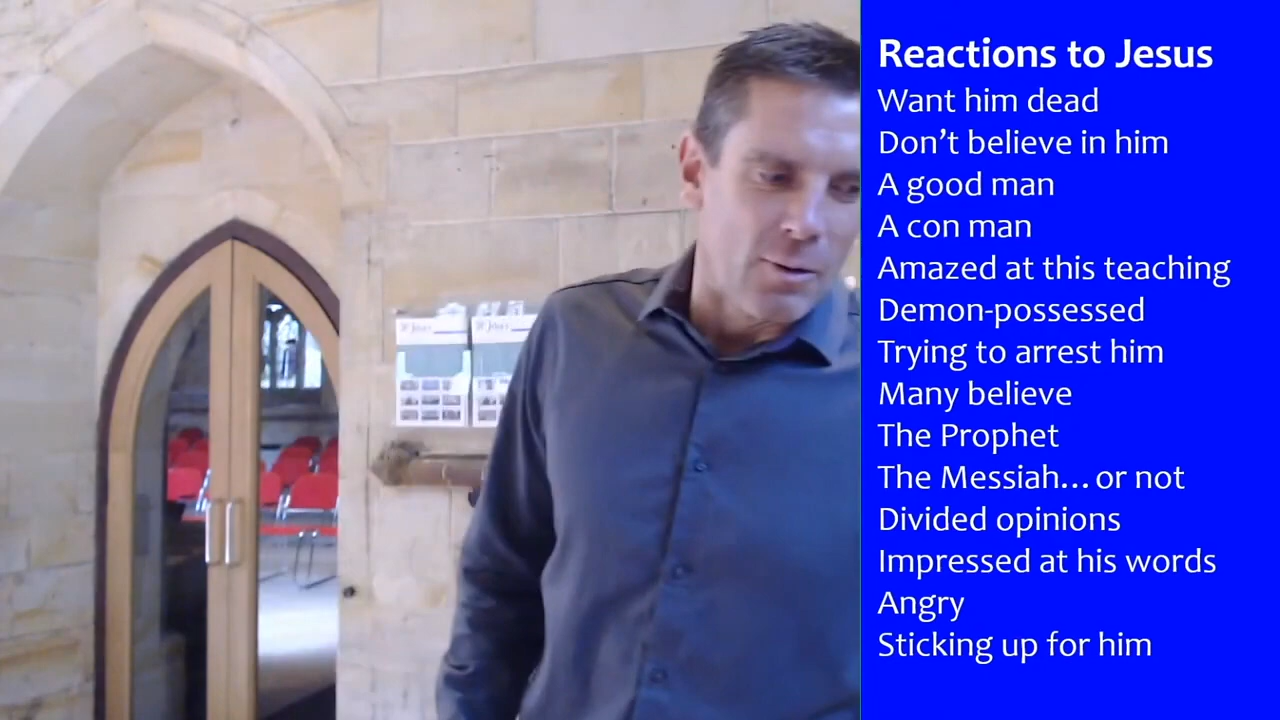 Reactions to Jesus
Want him dead
Don’t believe in him
A good man
A con man
Amazed at this teaching
Demon-possessed
Trying to arrest him
Many believe
The Prophet
The Messiah…or not
Divided opinions
Impressed at his words
Angry
Sticking up for him